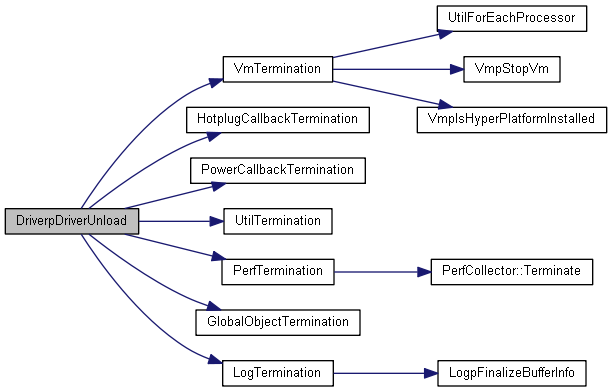 UtilForEachProcessor
VmTermination
VmpStopVm
VmpIsHyperPlatformInstalled
HotplugCallbackTermination
PowerCallbackTermination
DriverpDriverUnload
UtilTermination
PerfTermination
PerfCollector::Terminate
GlobalObjectTermination
LogTermination
LogpFinalizeBufferInfo